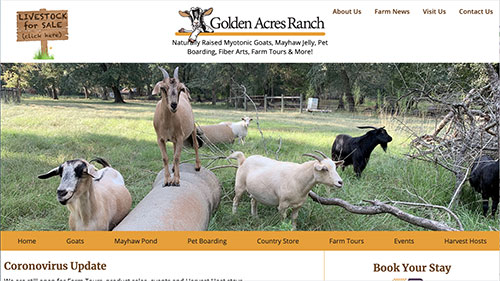 LIVESTOCK
for SALE
(click here)
Golden Acres Ranch
Naturally Raised Myotonic Goats, Mayhaw Jelly, Pet
Boarding, Fiber Arts, Farm Tours & More!
About Us Farm News Visit Us Contact Us
Home Goats Mayhaw Pond Pet Boarding Country Store Farm Tours Events Harvest Hosts
Coronovirus Update
Book Your Stay
We are still open for Farm Tours, product sales, events and Harvest Host stays